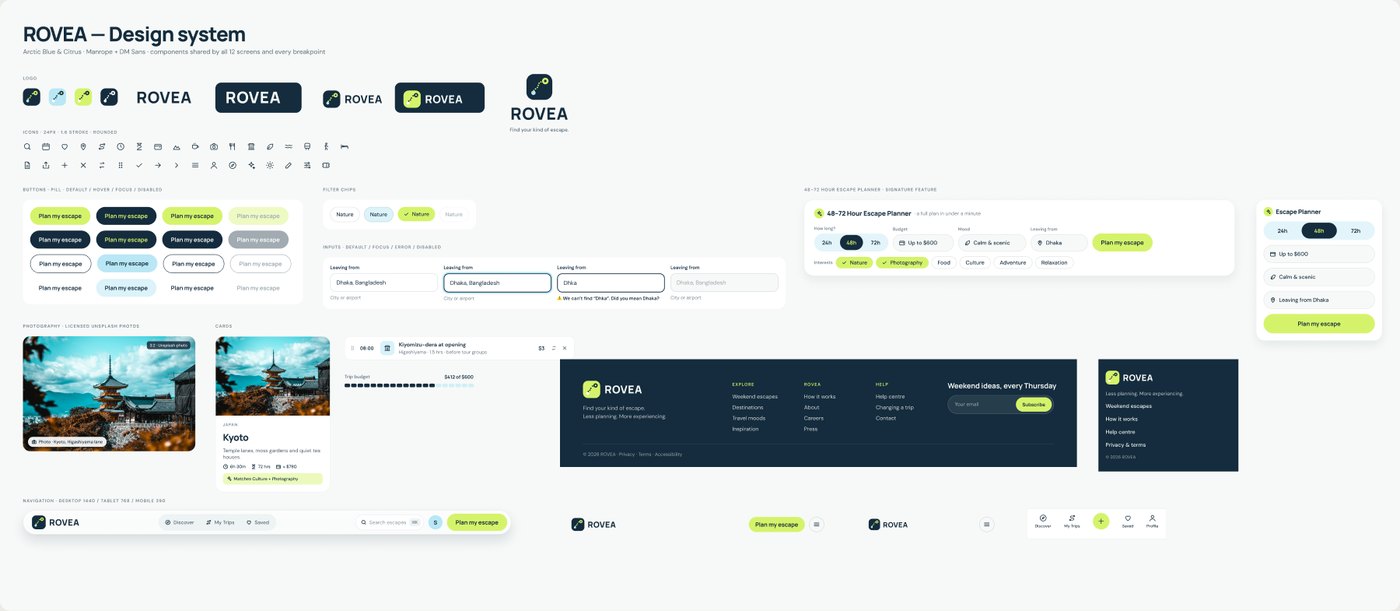 ROVEA — Design system
Arctic Blue & Citrus · Manrope + DM Sans · components shared by all 12 screens and every breakpoint
LOGO
ROVEA
ROVEA
ROVEA
ROVEA
ROVEA
Find your kind of escape.
ICONS · 24PX · 1.6 STROKE · ROUNDED
BUTTONS · PILL · DEFAULT / HOVER / FOCUS / DISABLED
Plan my escape Plan my escape Plan my escape Plan my escape
Plan my escape Plan my escape Plan my escape Plan my escape
Plan my escape Plan my escape Plan my escape Plan my escape
Plan my escape Plan my escape Plan my escape Plan my escape
FILTER CHIPS
Nature Nature Nature Nature
INPUTS · DEFAULT / FOCUS / ERROR / DISABLED
Leaving from
Dhaka, Bangladesh
City or airport
Leaving from
Dhaka, Bangladesh
City or airport
Leaving from
Dhka
We can't find "Dhka". Did you mean Dhaka?
Leaving from
Dhaka, Bangladesh
City or airport
48–72 HOUR ESCAPE PLANNER · SIGNATURE FEATURE
48–72 Hour Escape Planner · a full plan in under a minute
How long?
24h 48h 72h
Budget
Up to $600
Mood
Calm & scenic
Leaving from
Dhaka
Plan my escape
Interests Nature Photography Food Culture Adventure Relaxation
Escape Planner
24h 48h 72h
Up to $600
Calm & scenic
Leaving from Dhaka
Plan my escape
PHOTOGRAPHY · LICENSED UNSPLASH PHOTOS
Photo · Kyoto, Higashiyama lane
CARDS
JAPAN
Kyoto
Temple lanes, moss gardens and quiet tea
houses
6h 30m 72 hrs ≈ $760
Matches Culture + Photography
08:00
Kiyomizu-dera at opening
Higashiyama · 1.5 hrs · before tour groups
$3
Trip budget
$412 of $600
ROVEA
Find your kind of escape.
Less planning. More experiencing.
EXPLORE
Weekend escapes
Destinations
Travel moods
Inspiration
ROVEA
How it works
About
Careers
Press
HELP
Help centre
Changing a trip
Contact
Weekend ideas, every Thursday
Your email
Subscribe
© 2026 ROVEA · Privacy · Terms · Accessibility
ROVEA
Less planning. More experiencing.
Weekend escapes
How it works
Help centre
Privacy & terms
© 2026 ROVEA
NAVIGATION · DESKTOP 1440 / TABLET 768 / MOBILE 390
ROVEA
Discover My Trips Saved
Search escapes
S
Plan my escape
ROVEA
Plan my escape
ROVEA
Discover My Trips Saved Profile